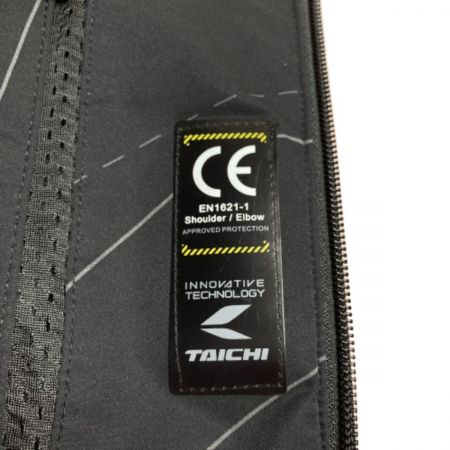 CE
EN1621-1
Shoulder / Elbow
APPROVED PROTECTION
INNOVATIVE
TECHNOLOGY
TAICHI